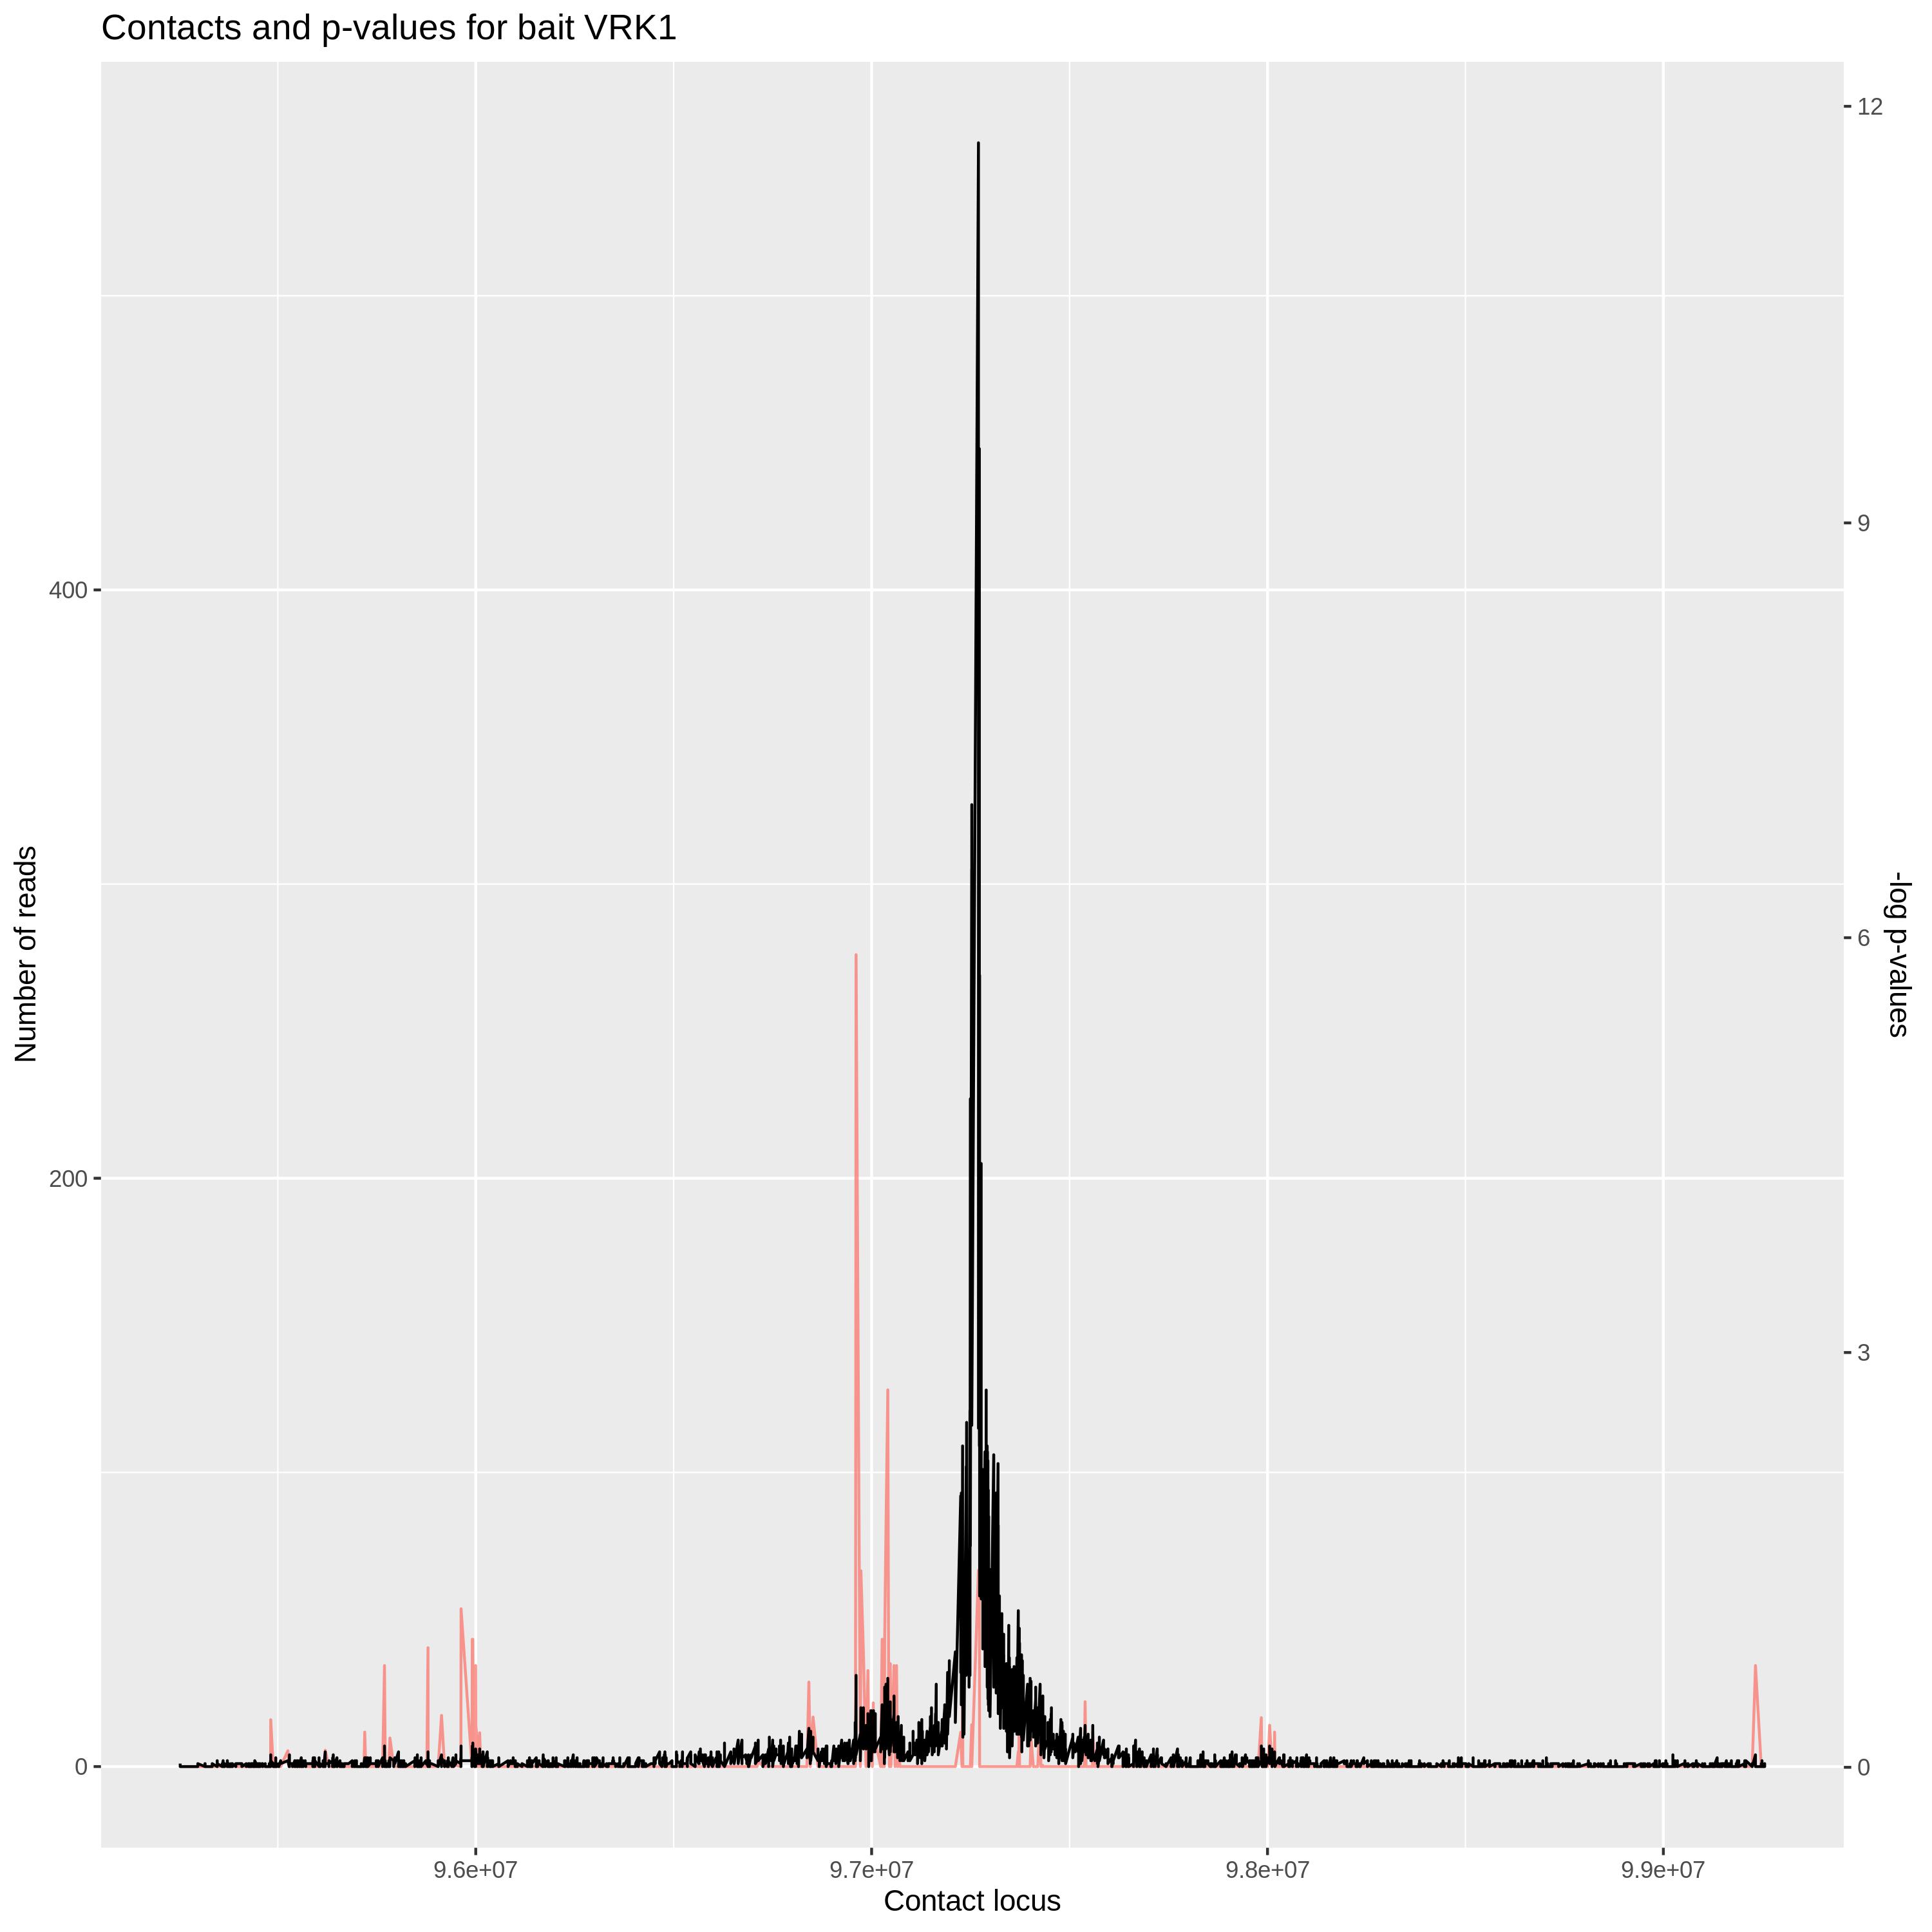 Contacts and p-values for bait VRK1
12
9
400
6
Number of reads
-log p-values
200
3
0
0
9.6e+07
9.7e+07
9.8e+07
9.9e+07
Contact locus